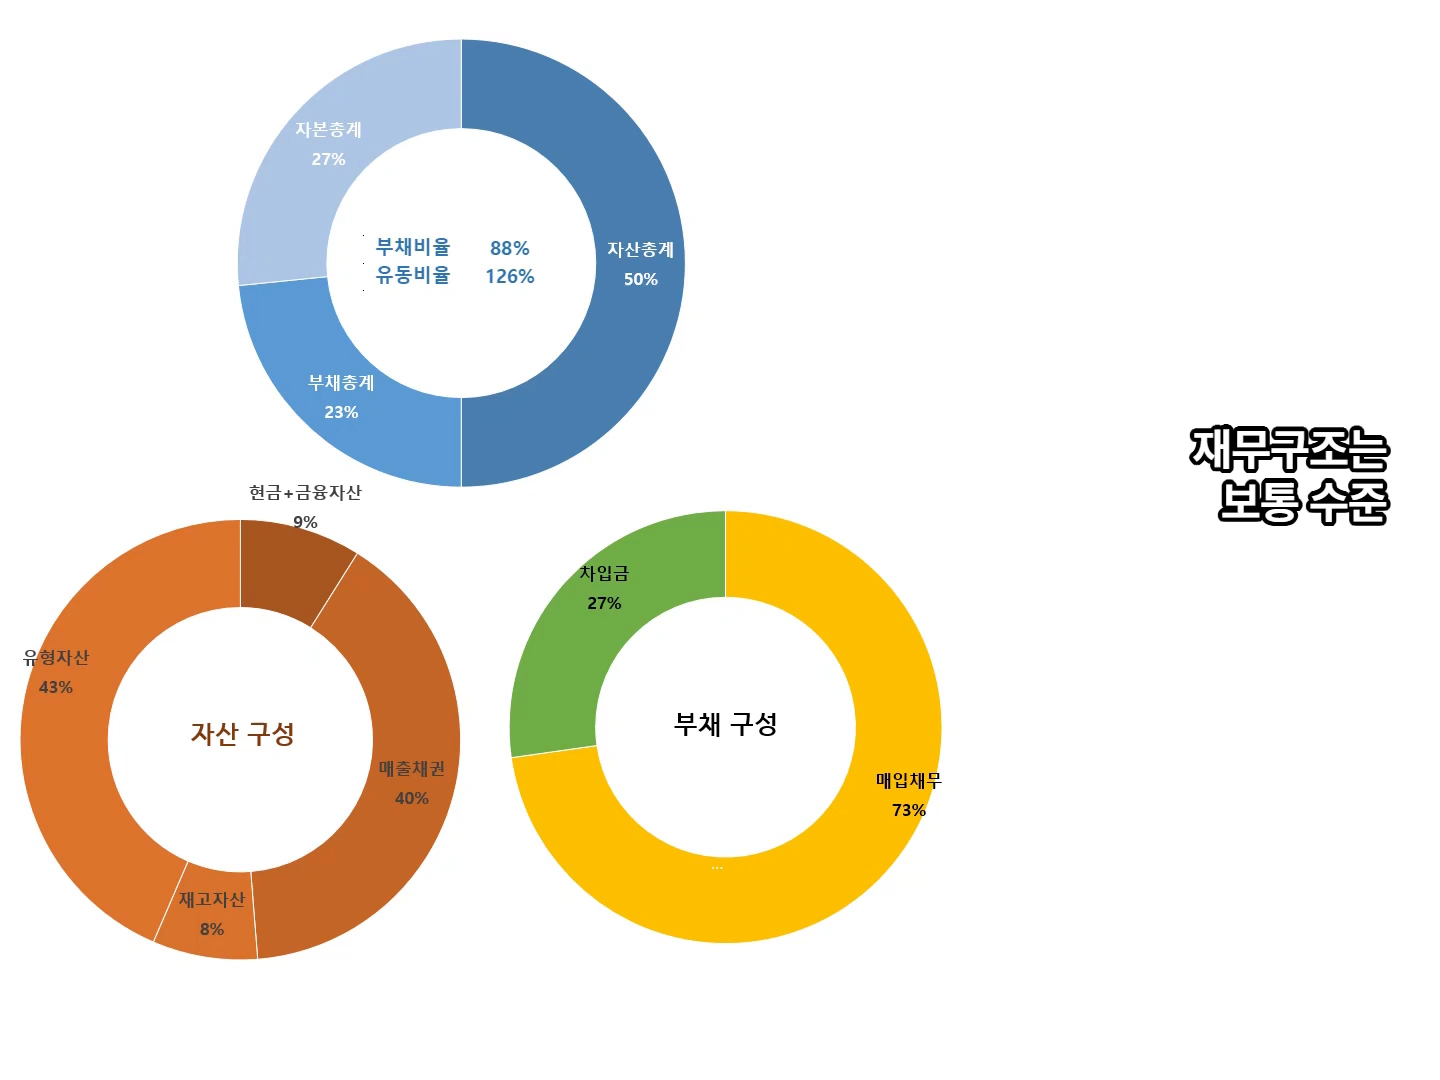 자본총계
27%
부채비율 88%
유동비율 126%
자산총계
50%
부채총계
23%
현금+금융자산
9%
유형자산
43%
자산 구성
매출채권
40%
재고자산
8%
차입금
27%
부채 구성
매입채무
73%
...
재무구조는
보통 수준